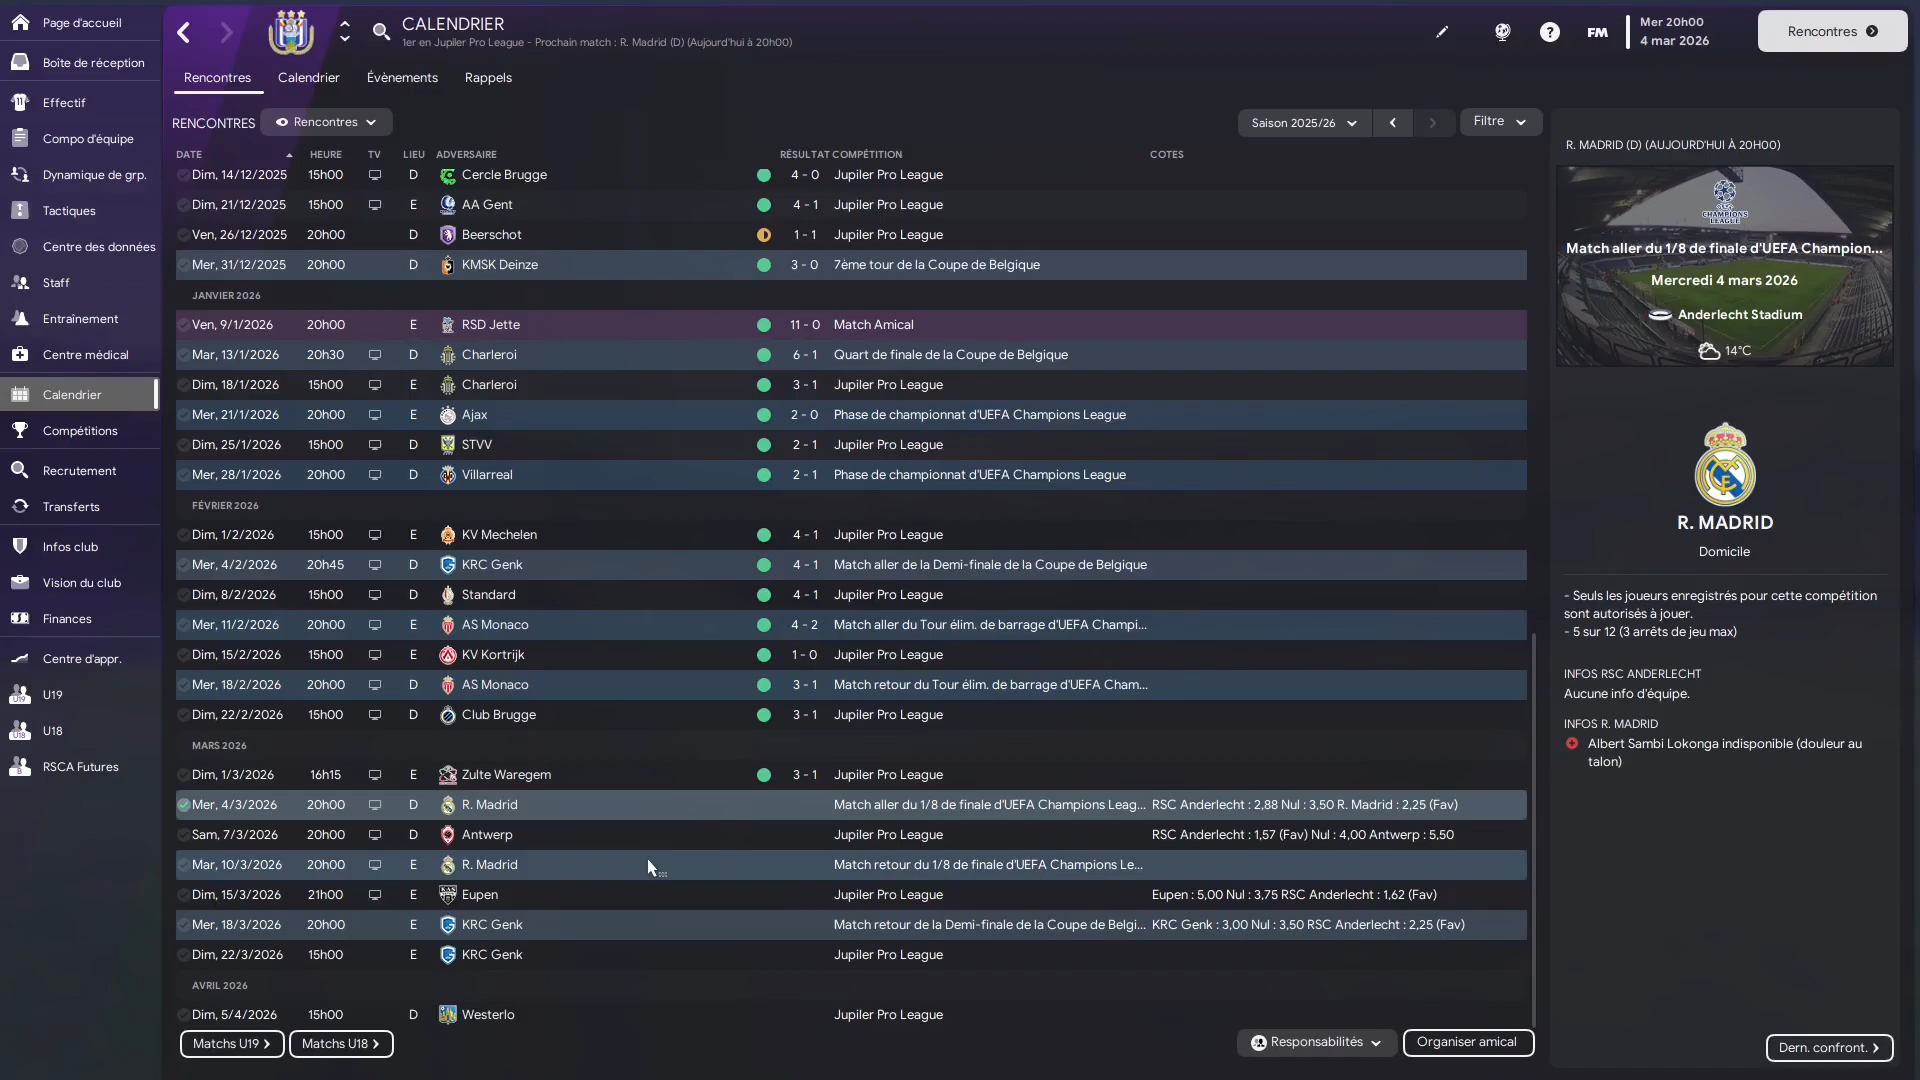 Page d'accueil
Boîte de réception
Effectif
Compo d'équipe
Dynamique de grp.
Tactiques
Centre des données
Staff
Entraînement
Centre médical
Calendrier
Compétitions
Recrutement
Transferts
Infos club
Vision du club
Finances
Centre d'appr.
U19
U18
RSCA Futures
CALENDRIER
1er en Jupiler Pro League - Prochain match : R. Madrid (D) (Aujourd'hui à 20h00)
FM
Mer 20h00
4 mar 2026
Rencontres
Rencontres Calendrier Évènements Rappels
RENCONTRES Rencontres
Saison 2025/26
Filtre
DATE HEURE TV LIEU ADVERSAIRE RÉSULTAT COMPÉTITION COTES
Dim, 14/12/2025 15h00 D Cercle Brugge 4 - 0 Jupiler Pro League
Dim, 21/12/2025 15h00 E AA Gent 4 - 1 Jupiler Pro League
Ven, 26/12/2025 20h00 D Beerschot 1 - 1 Jupiler Pro League
Mer, 31/12/2025 20h00 D KMSK Deinze 3 - 0 7ème tour de la Coupe de Belgique
JANVIER 2026
Ven, 9/1/2026 20h00 E RSD Jette 11 - 0 Match Amical
Mar, 13/1/2026 20h30 D Charleroi 6 - 1 Quart de finale de la Coupe de Belgique
Dim, 18/1/2026 15h00 E Charleroi 3 - 1 Jupiler Pro League
Mer, 21/1/2026 20h00 E Ajax 2 - 0 Phase de championnat d'UEFA Champions League
Dim, 25/1/2026 15h00 D STVV 2 - 1 Jupiler Pro League
Mer, 28/1/2026 20h00 D Villarreal 2 - 1 Phase de championnat d'UEFA Champions League
FÉVRIER 2026
Dim, 1/2/2026 15h00 E KV Mechelen 4 - 1 Jupiler Pro League
Mer, 4/2/2026 20h45 D KRC Genk 4 - 1 Match aller de la Demi-finale de la Coupe de Belgique
Dim, 8/2/2026 15h00 D Standard 4 - 1 Jupiler Pro League
Mer, 11/2/2026 20h00 E AS Monaco 4 - 2 Match aller du Tour élim. de barrage d'UEFA Champi...
Dim, 15/2/2026 15h00 E KV Kortrijk 1 - 0 Jupiler Pro League
Mer, 18/2/2026 20h00 D AS Monaco 3 - 1 Match retour du Tour élim. de barrage d'UEFA Cham...
Dim, 22/2/2026 15h00 D Club Brugge 3 - 1 Jupiler Pro League
MARS 2026
Dim, 1/3/2026 16h15 E Zulte Waregem 3 - 1 Jupiler Pro League
Mer, 4/3/2026 20h00 D R. Madrid Match aller du 1/8 de finale d'UEFA Champions Leag... RSC Anderlecht : 2,88 Nul : 3,50 R. Madrid : 2,25 (Fav)
Sam, 7/3/2026 20h00 D Antwerp Jupiler Pro League RSC Anderlecht : 1,57 (Fav) Nul : 4,00 Antwerp : 5,50
Mar, 10/3/2026 20h00 E R. Madrid Match retour du 1/8 de finale d'UEFA Champions Le...
Dim, 15/3/2026 21h00 E Eupen Jupiler Pro League Eupen : 5,00 Nul : 3,75 RSC Anderlecht : 1,62 (Fav)
Mer, 18/3/2026 20h00 E KRC Genk Match retour de la Demi-finale de la Coupe de Belgi... KRC Genk : 3,00 Nul : 3,50 RSC Anderlecht : 2,25 (Fav)
Dim, 22/3/2026 15h00 E KRC Genk Jupiler Pro League
AVRIL 2026
Dim, 5/4/2026 15h00 D Westerlo Jupiler Pro League
Matchs U19 Matchs U18
Responsabilités Organiser amical
R. MADRID (D) (AUJOURD'HUI À 20H00)
CHAMPIONS
LEAGUE
Match aller du 1/8 de finale d'UEFA Champion...
Mercredi 4 mars 2026
Anderlecht Stadium
14°C
R. MADRID
Domicile
- Seuls les joueurs enregistrés pour cette compétition
sont autorisés à jouer.
- 5 sur 12 (3 arrêts de jeu max)
INFOS RSC ANDERLECHT
Aucune info d'équipe.
INFOS R. MADRID
Albert Sambi Lokonga indisponible (douleur au
talon)
Dern. confront.